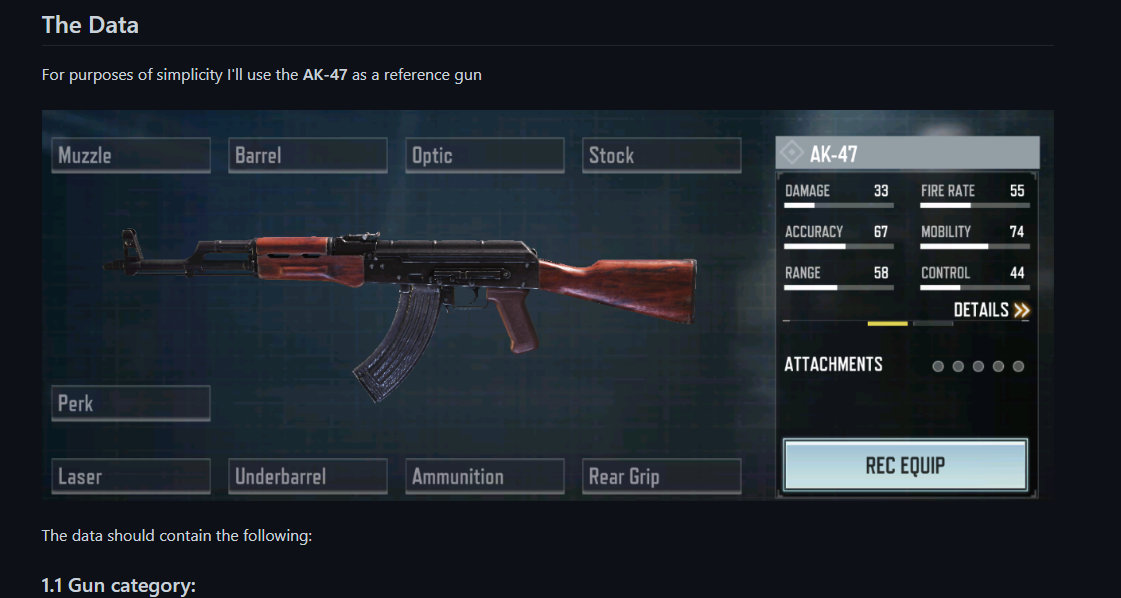 The Data
For purposes of simplicity I'll use the AK-47 as a reference gun
Muzzle Barrel Optic Stock
AK-47
DAMAGE 33 FIRE RATE 55
ACCURACY 67 MOBILITY 74
RANGE 58 CONTROL 44
DETAILS
ATTACHMENTS
Perk
REC EQUIP
Laser Underbarrel Ammunition Rear Grip
The data should contain the following:
1.1 Gun category: